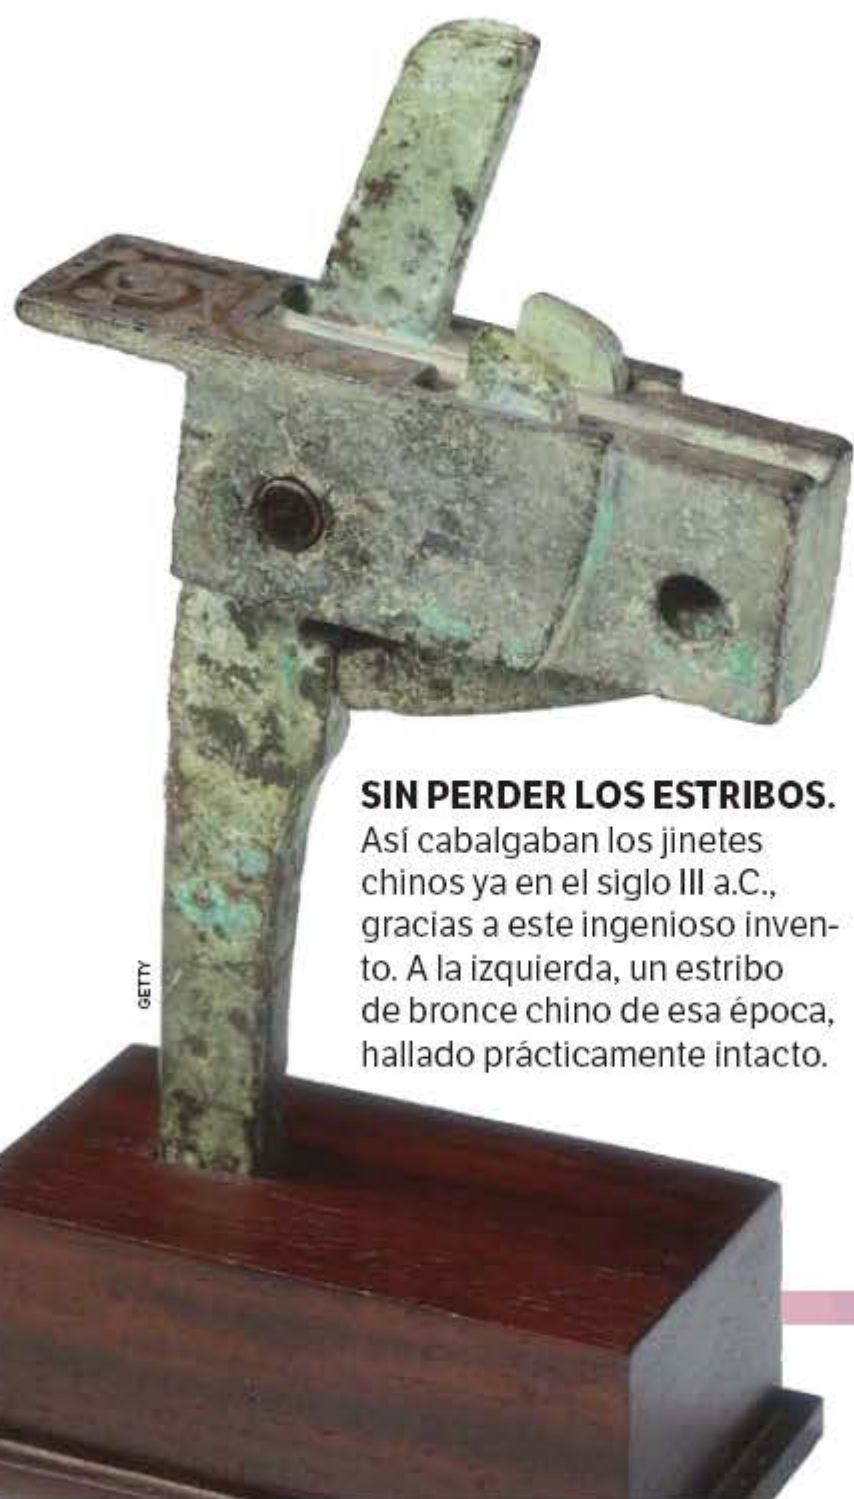 SIN PERDER LOS ESTRIBOS.
Así cabalgaban los jinetes
chinos ya en el siglo III a.C.,
gracias a este ingenioso inven-
to. A la izquierda, un estribo
de bronce chino de esa época,
hallado prácticamente intacto.
GETTY